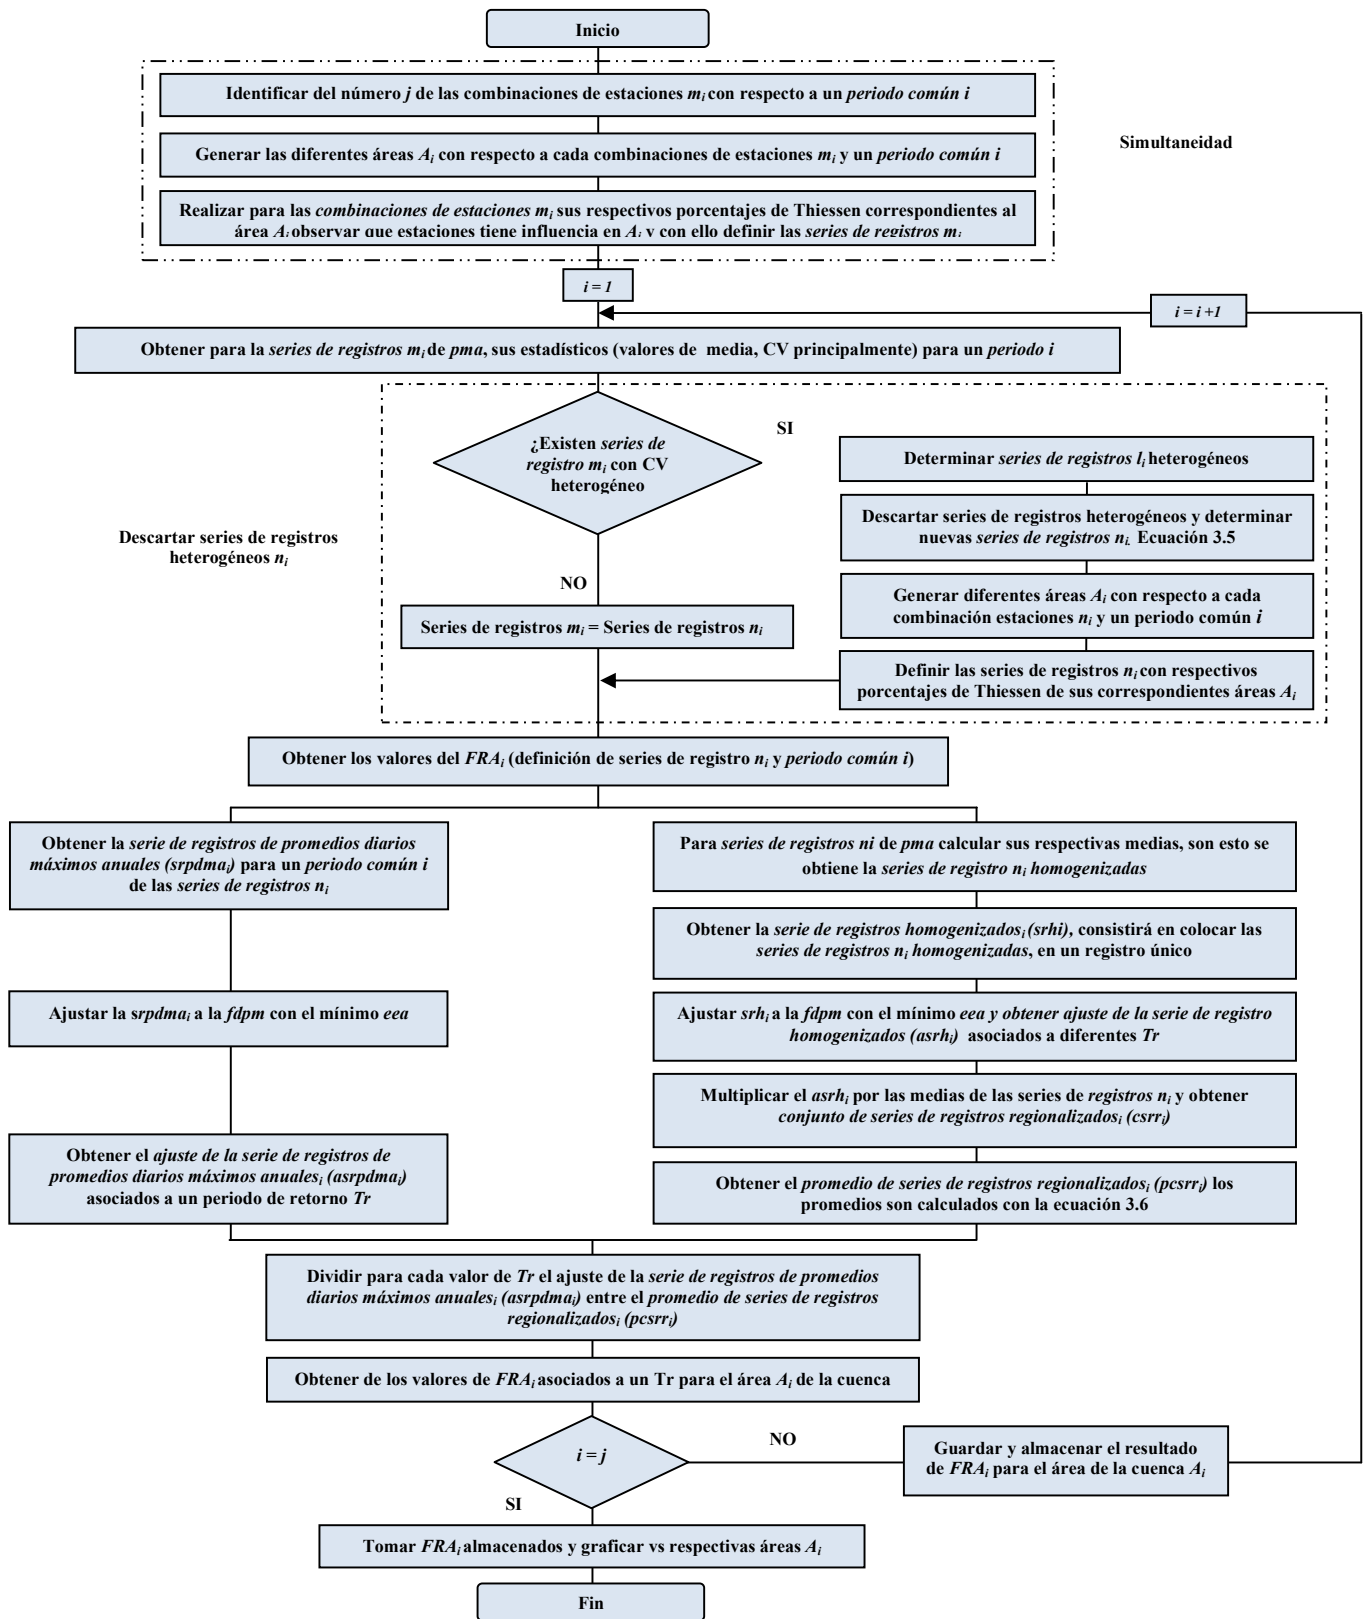 Inicio
Identificar del número j de las combinaciones de estaciones mi con respecto a un periodo común i
Generar las diferentes áreas Ai con respecto a cada combinaciones de estaciones mi y un periodo común i
Simultaneidad
Realizar para las combinaciones de estaciones mi sus respectivos porcentajes de Thiessen correspondientes al
área Ai observar que estaciones tiene influencia en Ai y con ello definir las series de registros mi.
i = 1
i = i +1
Obtener para la series de registros mi de pma, sus estadísticos (valores de media, CV principalmente) para un periodo i
¿Existen series de
registro mi con CV
heterogéneo
SI
Determinar series de registros li heterogéneos
Descartar series de registros heterogéneos y determinar
nuevas series de registros ni. Ecuación 3.5
Descartar series de registros
heterogéneos ni
NO
Generar diferentes áreas Ai con respecto a cada
combinación estaciones ni y un periodo común i
Series de registros mi = Series de registros ni
Definir las series de registros ni con respectivos
porcentajes de Thiessen de sus correspondientes áreas Ai
Obtener los valores del FRAi (definición de series de registro ni y periodo común i)
Obtener la serie de registros de promedios diarios
máximos anuales (srpdmai) para un periodo común i
de las series de registros ni
Ajustar la srpdmai a la fdpm con el mínimo eea
Obtener el ajuste de la serie de registros de
promedios diarios máximos anualesi (asrpdmai)
asociados a un periodo de retorno Tr
Para series de registros ni de pma calcular sus respectivas medias, son esto se
obtiene la series de registro ni homogenizadas
Obtener la serie de registros homogenizadosi (srhi), consistirá en colocar las
series de registros ni homogenizadas, en un registro único
Ajustar srhi a la fdpm con el mínimo eea y obtener ajuste de la serie de registro
homogenizados (asrhi) asociados a diferentes Tr
Multiplicar el asrhi por las medias de las series de registros ni y obtener
conjunto de series de registros regionalizadosi (csrri)
Obtener el promedio de series de registros regionalizadosi (pcsrri) los
promedios son calculados con la ecuación 3.6
Dividir para cada valor de Tr el ajuste de la serie de registros de promedios
diarios máximos anualesi (asrpdmai) entre el promedio de series de registros
regionalizadosi (pcsrri)
Obtener de los valores de FRAi asociados a un Tr para el área Ai de la cuenca
i = j
NO
Guardar y almacenar el resultado
de FRAi para el área de la cuenca Ai
SI
Tomar FRAi almacenados y graficar vs respectivas áreas Ai
Fin